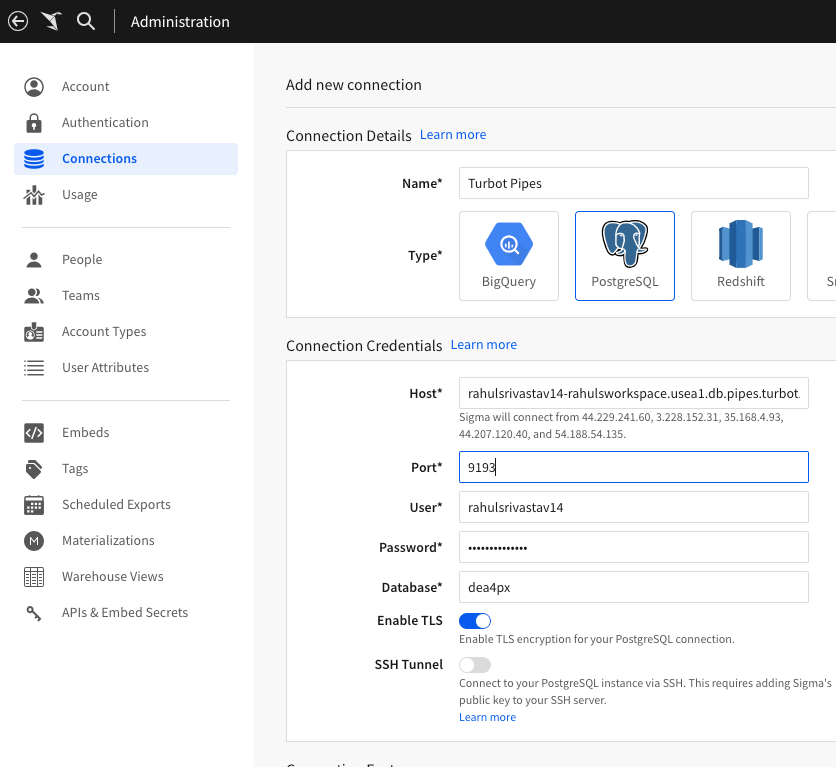 Administration
Account
Authentication
Connections
Usage
People
Teams
Account Types
User Attributes
Embeds
Tags
Scheduled Exports
Materializations
Warehouse Views
APIs & Embed Secrets
Add new connection
Connection Details Learn more
Name* Turbot Pipes
Type*
BigQuery PostgreSQL Redshift
Connection Credentials Learn more
Host* rahulsrivastav14-rahulsworkspace.usea1.db.pipes.turbot.
Sigma will connect from 44.229.241.60, 3.228.152.31, 35.168.4.93,
44.207.120.40, and 54.188.54.135.
Port* 9193
User* rahulsrivastav14
Password* ••••••••••••••
Database* dea4px
Enable TLS
Enable TLS encryption for your PostgreSQL connection.
SSH Tunnel
Connect to your PostgreSQL instance via SSH. This requires adding Sigma's
public key to your SSH server.
Learn more